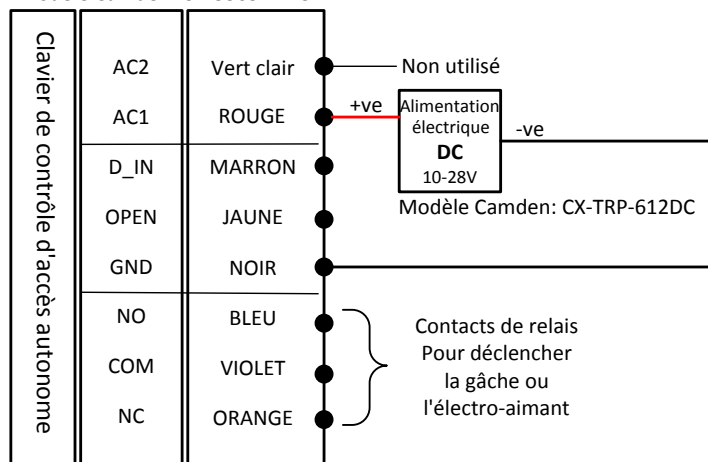 Clavier de contrôle d'accès autonome
AC2 Vert clair Non utilisé
AC1 ROUGE +ve
Alimentation
électrique
DC
10-28V
-ve
D_IN MARRON
Modèle Camden: CX-TRP-612DC
OPEN JAUNE
GND NOIR
NO BLEU
COM VIOLET
NC ORANGE
Contacts de relais
Pour déclencher
la gâche ou
l'électro-aimant